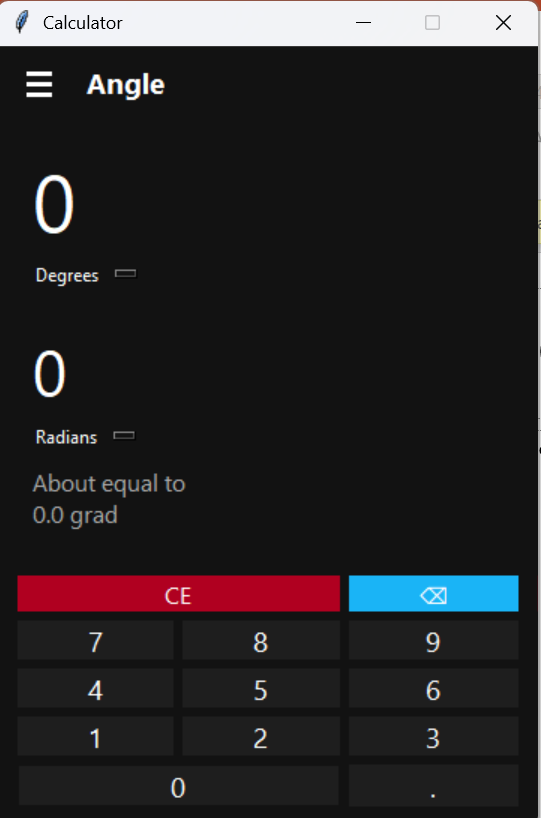 Calculator
Angle
0
Degrees
0
Radians
About equal to
0.0 grad
CE
7 8 9
4 5 6
1 2 3
0 .